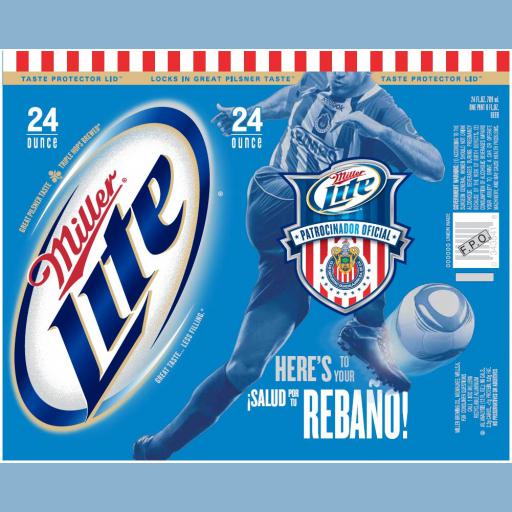 TASTE PROTECTOR LID™
LOCKS IN GREAT PILSNER TASTE™
TASTE PROTECTOR LID™
24
ounce
24
ounce
GREAT PILSNER TASTE
TRIPLE HOPS BREWED™
Miller
Lite
GREAT TASTE... LESS FILLING.®
Miller
Lite
• PATROCINADOR OFICIAL •
HERE'S TO YOUR
¡SALUD POR TU
REBAÑO!
F.P.O.